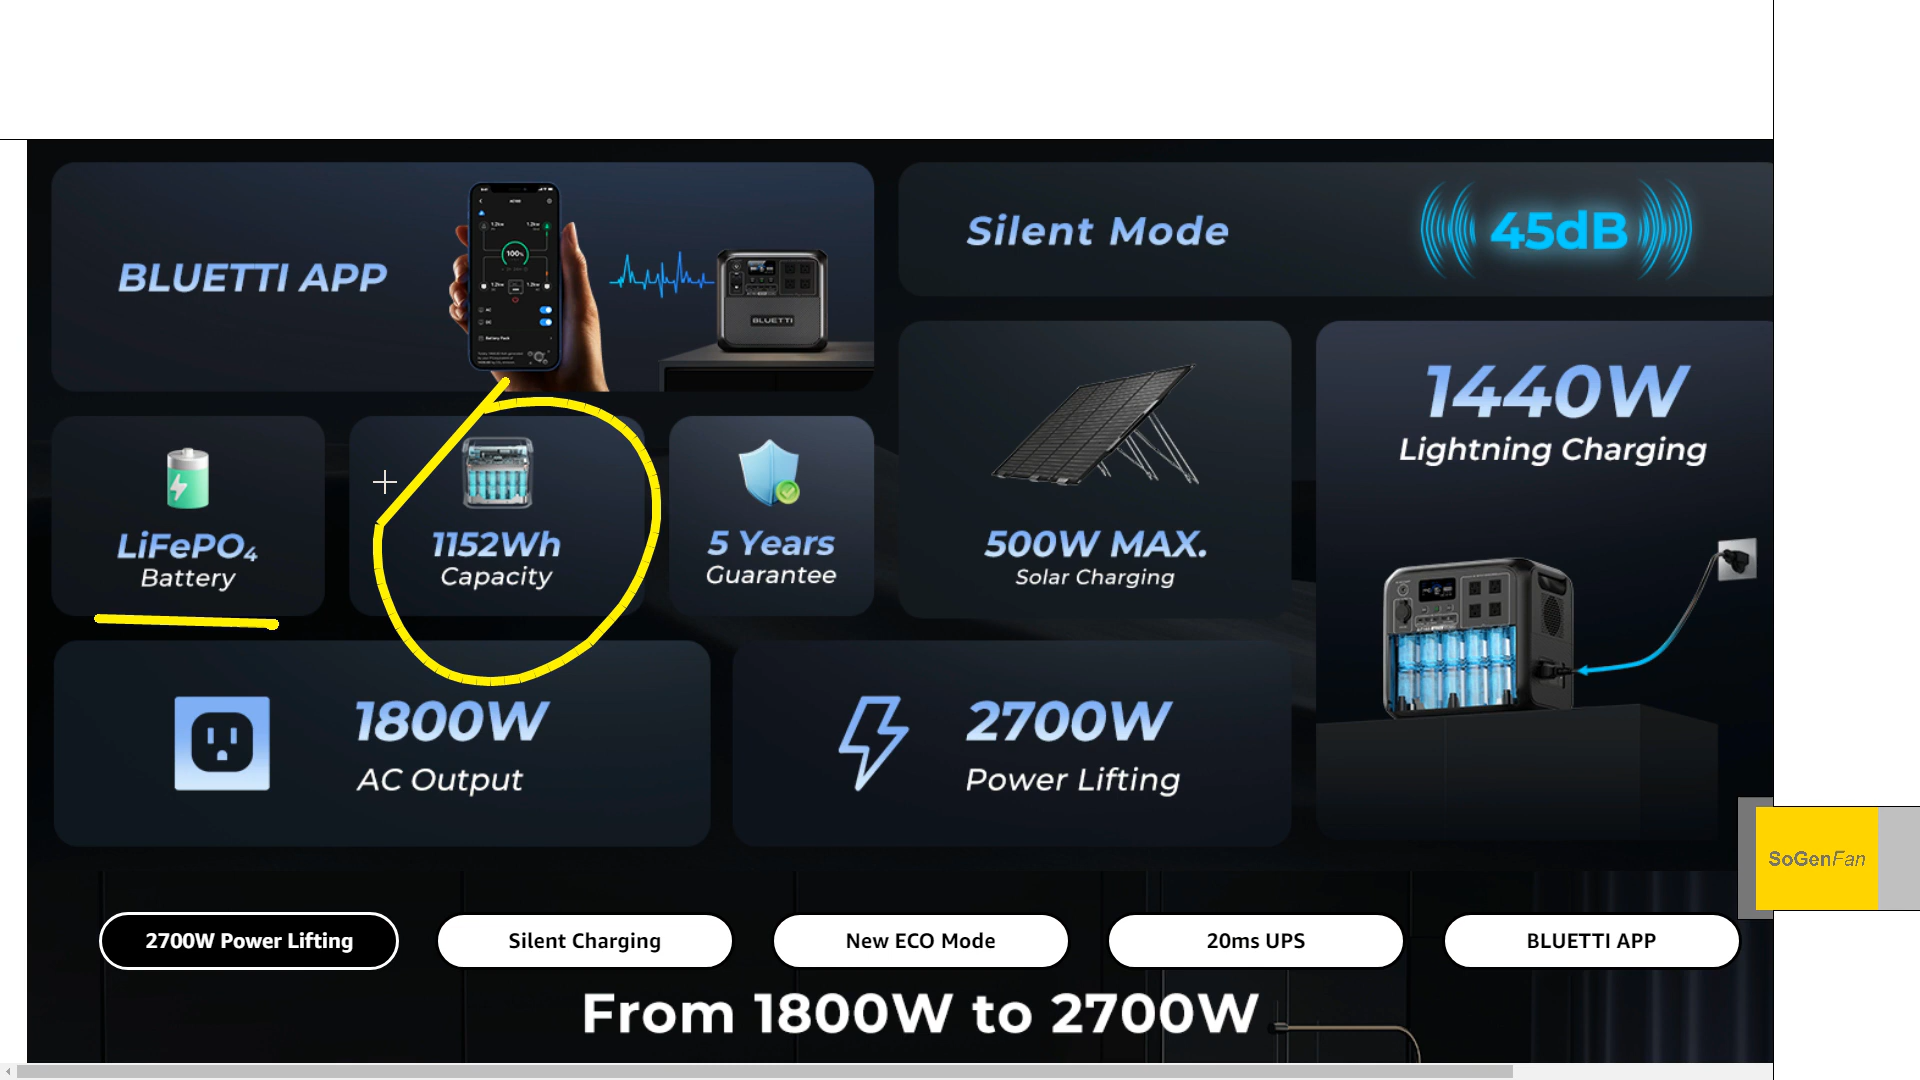 BLUETTI APP
100%
BLUETTI
Silent Mode
45dB
LiFePO₄
Battery
1152Wh
Capacity
5 Years
Guarantee
500W MAX.
Solar Charging
1440W
Lightning Charging
1800W
AC Output
2700W
Power Lifting
SoGenFan
2700W Power Lifting
Silent Charging
New ECO Mode
20ms UPS
BLUETTI APP
From 1800W to 2700W